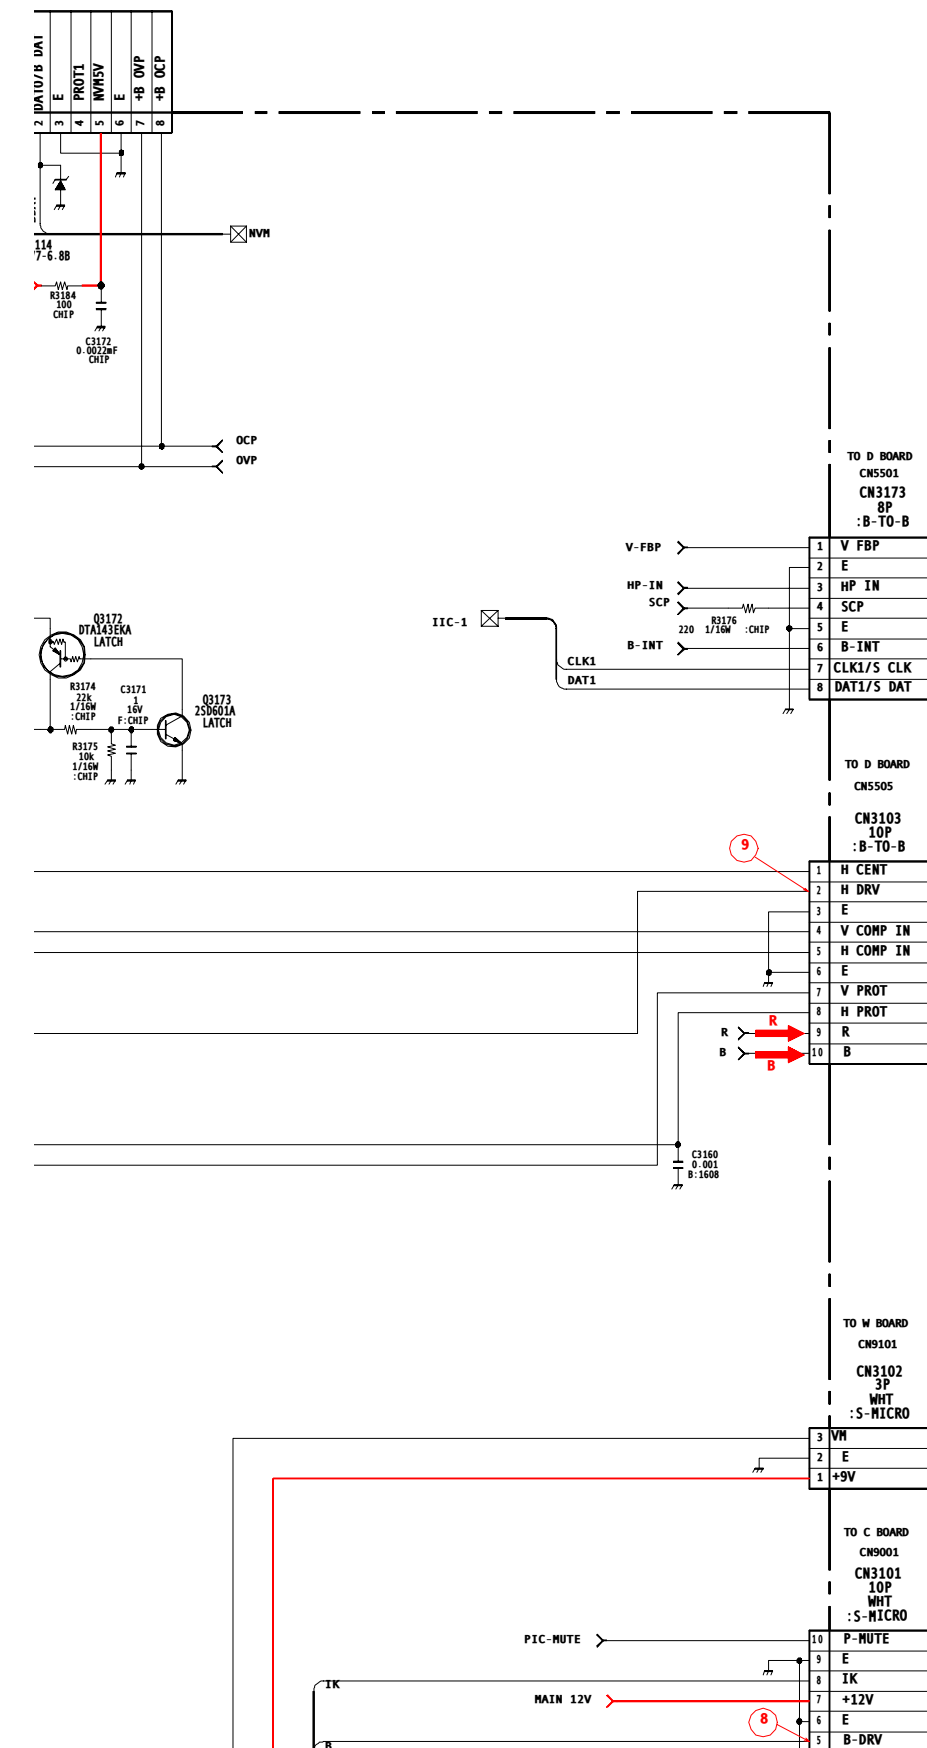 DAT0/B DAT
E
PROT1
NVM5V
E
+B OVP
+B OCP
2 3 4 5 6 7 8
NVM
114
7-6.8B
R3184
100
CHIP
C3172
0.0022mF
CHIP
OCP
OVP
TO D BOARD
CN5501
CN3173
8P
:B-TO-B
V-FBP
1 V FBP
2 E
HP-IN
3 HP IN
SCP
4 SCP
R3176
220 1/16W :CHIP
IIC-1
5 E
B-INT
6 B-INT
CLK1
7 CLK1/S CLK
DAT1
8 DAT1/S DAT
Q3172
DTA143EKA
LATCH
R3174
22k
1/16W
:CHIP
C3171
1
16V
F:CHIP
Q3173
2SD601A
LATCH
R3175
10k
1/16W
:CHIP
TO D BOARD
CN5505
CN3103
10P
:B-TO-B
9
1 H CENT
2 H DRV
3 E
4 V COMP IN
5 H COMP IN
6 E
7 V PROT
8 H PROT
R
R
9 R
B
B
10 B
C3160
0.001
B:1608
TO W BOARD
CN9101
CN3102
3P
WHT
:S-MICRO
3 VM
2 E
1 +9V
TO C BOARD
CN9001
CN3101
10P
WHT
:S-MICRO
PIC-MUTE
10 P-MUTE
9 E
IK
8 IK
MAIN 12V
7 +12V
8
6 E
B
5 B-DRV